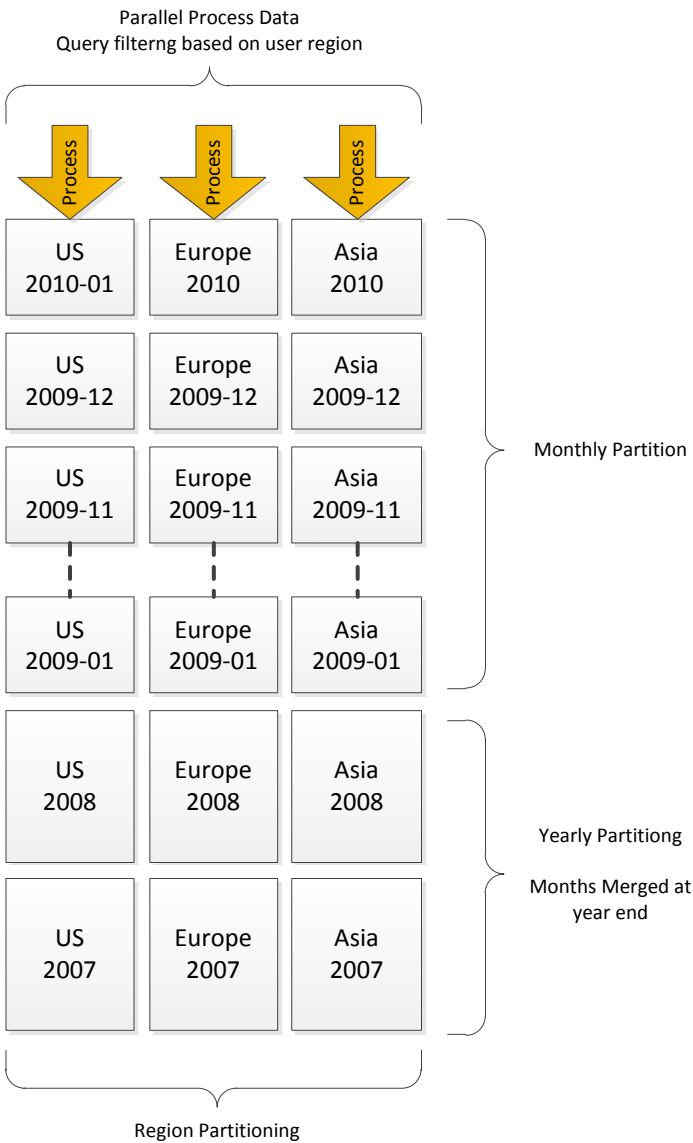 Parallel Process Data
Query filterng based on user region
Process
Process
Process
US
2010-01
Europe
2010
Asia
2010
US
2009-12
Europe
2009-12
Asia
2009-12
US
2009-11
Europe
2009-11
Asia
2009-11
Monthly Partition
US
2009-01
Europe
2009-01
Asia
2009-01
US
2008
Europe
2008
Asia
2008
Yearly Partitiong
Months Merged at
year end
US
2007
Europe
2007
Asia
2007
Region Partitioning